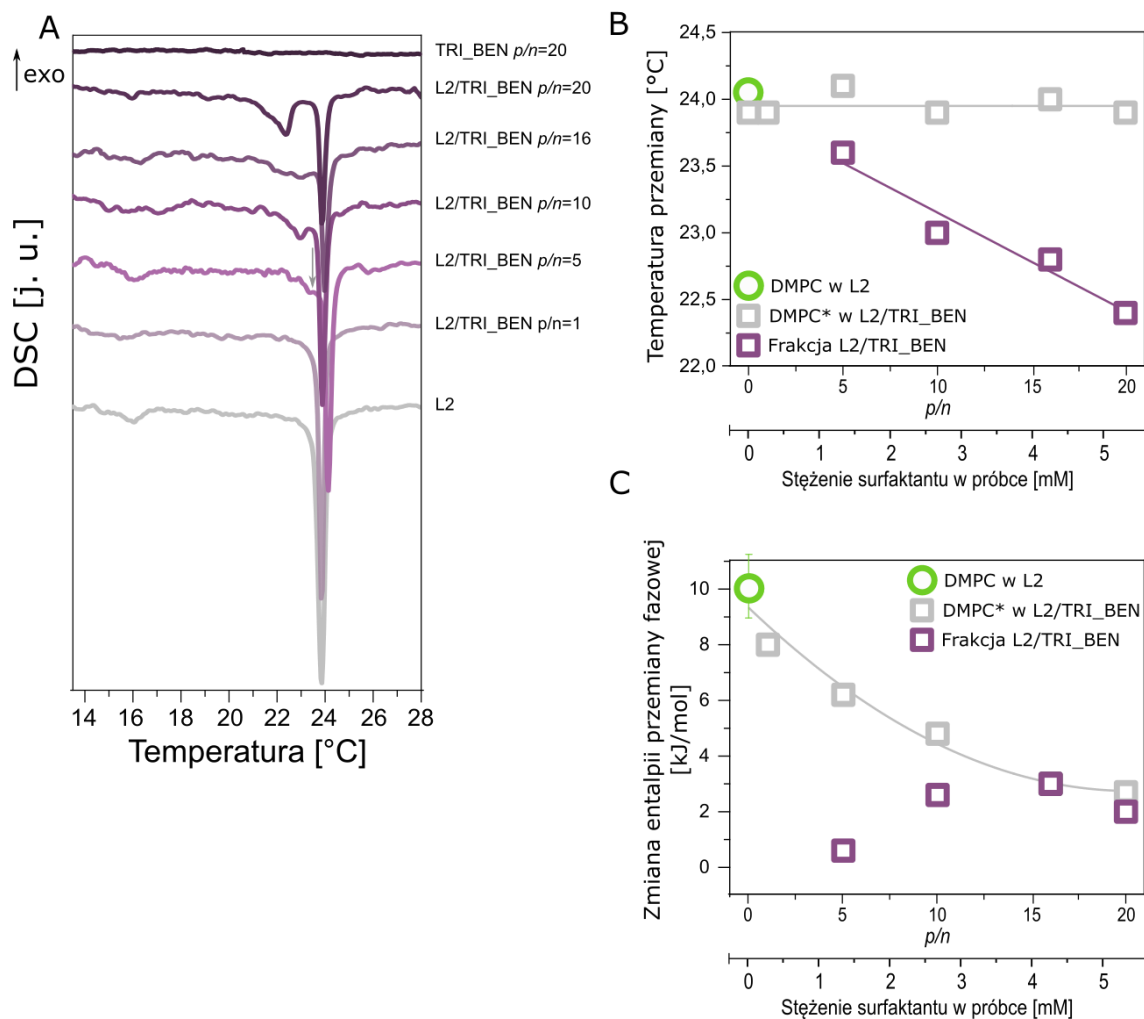 A
exo
TRI_BEN p/n=20
L2/TRI_BEN p/n=20
L2/TRI_BEN p/n=16
L2/TRI_BEN p/n=10
L2/TRI_BEN p/n=5
L2/TRI_BEN p/n=1
L2
DSC [j. u.]
14 16 18 20 22 24 26 28
Temperatura [°C]
B
Temperatura przemiany [°C]
24,5
24,0
23,5
23,0
22,5
22,0
DMPC w L2
DMPC* w L2/TRI_BEN
Frakcja L2/TRI_BEN
0 5 10 15 20
p/n
0 1 2 3 4 5
Stężenie surfaktantu w próbce [mM]
C
Zmiana entalpii przemiany fazowej
[kJ/mol]
10
8
6
4
2
0
DMPC w L2
DMPC* w L2/TRI_BEN
Frakcja L2/TRI_BEN
0 5 10 15 20
p/n
0 1 2 3 4 5
Stężenie surfaktantu w próbce [mM]